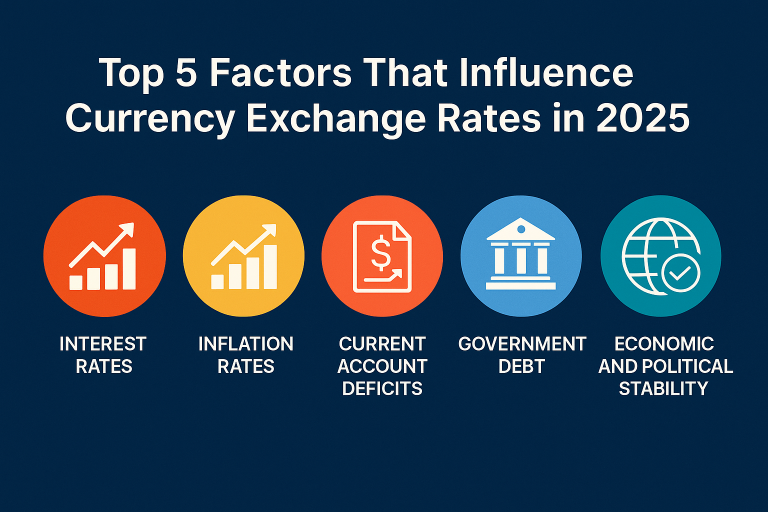 Top 5 Factors That Influence
Currency Exchange Rates in 2025
$
INTEREST
RATES
INFLATION
RATES
CURRENT
ACCOUNT
DEFICITS
GOVERNMENT
DEBT
ECONOMIC
AND POLITICAL
STABILITY